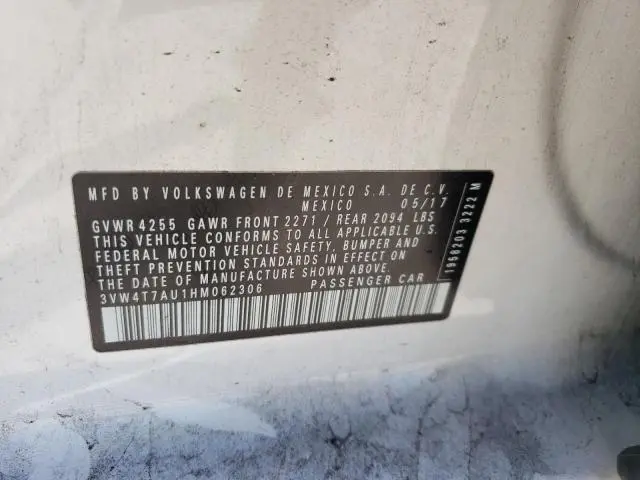 MFD BY VOLKSWAGEN DE MEXICO S.A. DE C.V.
MEXICO 05/17
GVWR 4255 GAWR FRONT 2271 / REAR 2094 LBS
THIS VEHICLE CONFORMS TO ALL APPLICABLE U.S.
FEDERAL MOTOR VEHICLE SAFETY, BUMPER AND
THEFT PREVENTION STANDARDS IN EFFECT ON
THE DATE OF MANUFACTURE SHOWN ABOVE.
3VW4T7AU1HM062306 PASSENGER CAR
1958203 3222 M